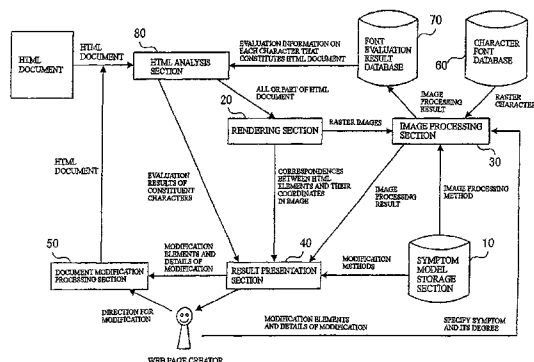 80
70
HTML
DOCUMENT
HTML
DOCUMENT
HTML ANALYSIS
SECTION
EVALUATION INFORMATION ON
EACH CHARACTER THAT
CONSTITUTES HTML DOCUMENT
FONT
EVALUATION
RESULT
DATABASE
60
CHARACTER
FONT
DATABASE
ALL OR PART OF HTML
DOCUMENT
IMAGE
PROCESSING
RESULT
RASTER
CHARACTER
20
RENDERING SECTION
RASTER IMAGES
IMAGE PROCESSING
SECTION
30
HTML
DOCUMENT
EVALUATION
RESULTS OF
CONSTITUENT
CHARACTERS
CORRESPONDENCES
BETWEEN HTML
ELEMENTS AND THEIR
COORDINATES
IN IMAGE
IMAGE
PROCESSING
RESULT
IMAGE PROCESSING
METHOD
50
DOCUMENT MODIFICATION
PROCESSING SECTION
MODIFICATION
ELEMENTS AND
DETAILS OF
MODIFICATION
40
RESULT PRESENTATION
SECTION
MODIFICATION
METHODS
10
SYMPTOM
MODEL
STORAGE
SECTION
DIRECTION FOR
MODIFICATION
MODIFICATION ELEMENTS
AND DETAILS OF MODIFICATION
SPECIFY SYMPTOM
AND ITS DEGREE
WEB PAGE CREATOR